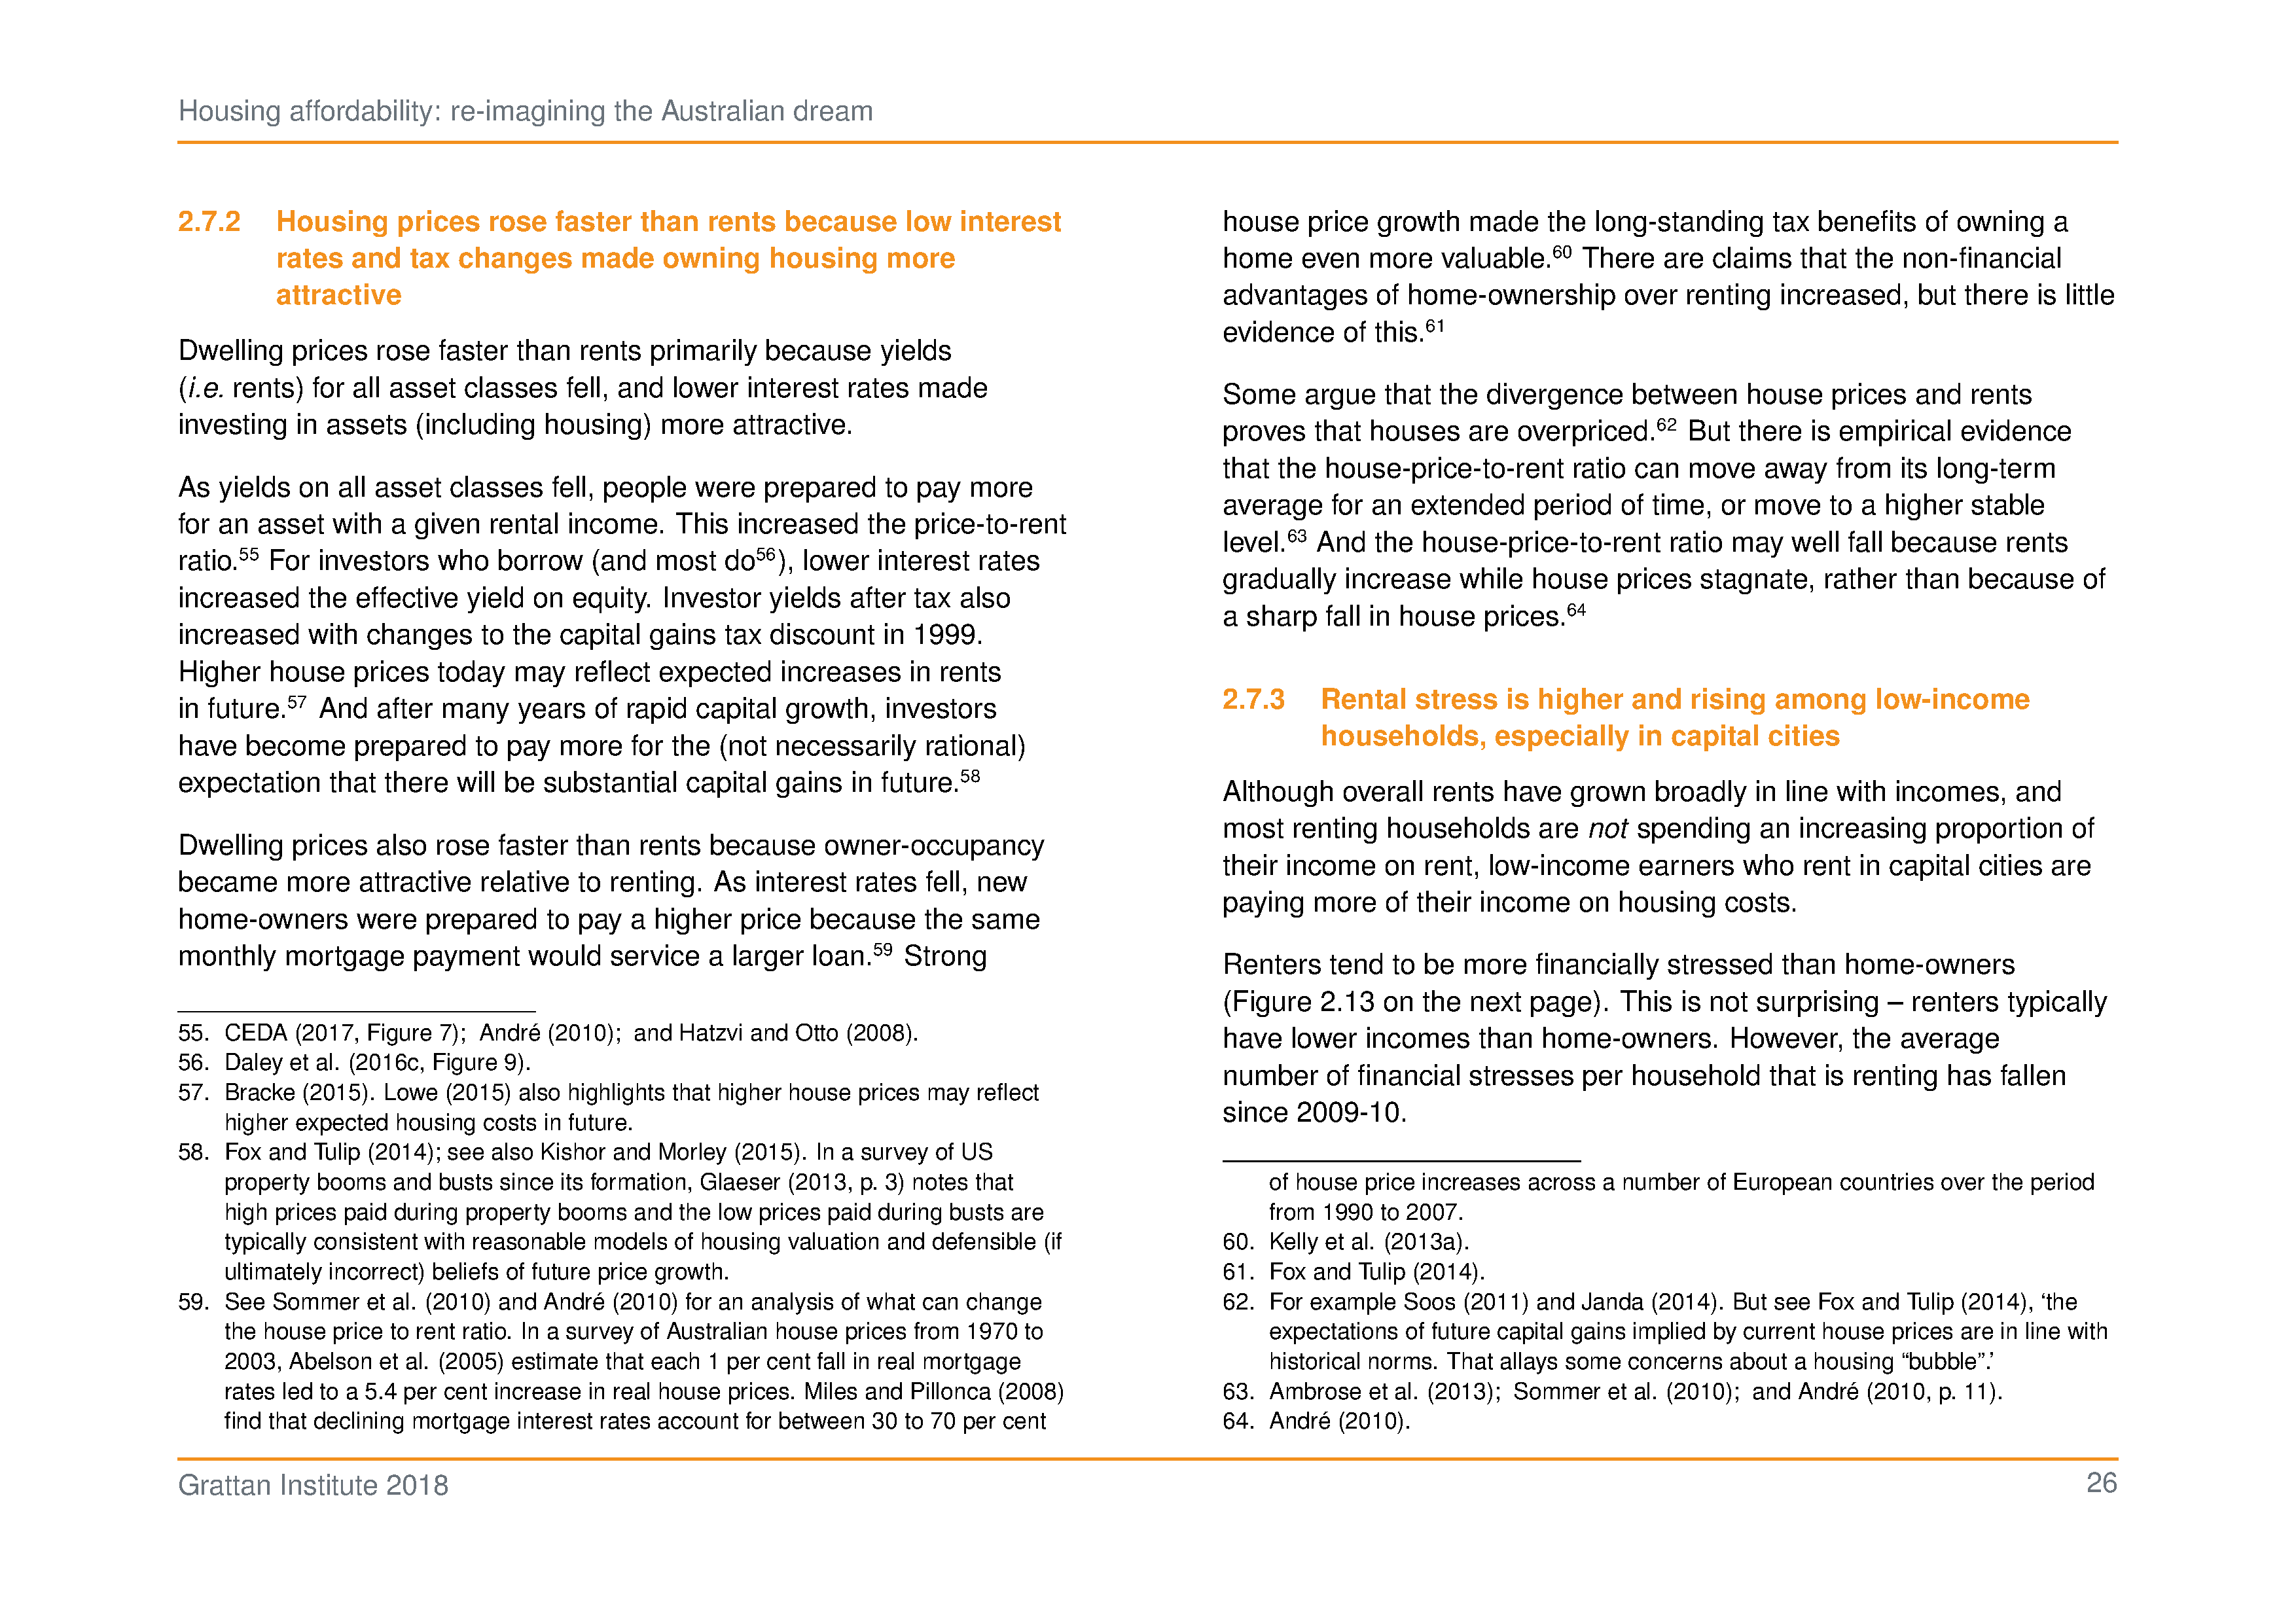 Housing affordability: re-imagining the Australian dream
2.7.2 Housing prices rose faster than rents because low interest
rates and tax changes made owning housing more
attractive
Dwelling prices rose faster than rents primarily because yields
(i.e. rents) for all asset classes fell, and lower interest rates made
investing in assets (including housing) more attractive.
As yields on all asset classes fell, people were prepared to pay more
for an asset with a given rental income. This increased the price-to-rent
ratio.55 For investors who borrow (and most do56), lower interest rates
increased the effective yield on equity. Investor yields after tax also
increased with changes to the capital gains tax discount in 1999.
Higher house prices today may reflect expected increases in rents
in future.57 And after many years of rapid capital growth, investors
have become prepared to pay more for the (not necessarily rational)
expectation that there will be substantial capital gains in future.58
Dwelling prices also rose faster than rents because owner-occupancy
became more attractive relative to renting. As interest rates fell, new
home-owners were prepared to pay a higher price because the same
monthly mortgage payment would service a larger loan.59 Strong
55. CEDA (2017, Figure 7); André (2010); and Hatzvi and Otto (2008).
56. Daley et al. (2016c, Figure 9).
57. Bracke (2015). Lowe (2015) also highlights that higher house prices may reflect
higher expected housing costs in future.
58. Fox and Tulip (2014); see also Kishor and Morley (2015). In a survey of US
property booms and busts since its formation, Glaeser (2013, p. 3) notes that
high prices paid during property booms and the low prices paid during busts are
typically consistent with reasonable models of housing valuation and defensible (if
ultimately incorrect) beliefs of future price growth.
59. See Sommer et al. (2010) and André (2010) for an analysis of what can change
the house price to rent ratio. In a survey of Australian house prices from 1970 to
2003, Abelson et al. (2005) estimate that each 1 per cent fall in real mortgage
rates led to a 5.4 per cent increase in real house prices. Miles and Pillonca (2008)
find that declining mortgage interest rates account for between 30 to 70 per cent
house price growth made the long-standing tax benefits of owning a
home even more valuable.60 There are claims that the non-financial
advantages of home-ownership over renting increased, but there is little
evidence of this.61
Some argue that the divergence between house prices and rents
proves that houses are overpriced.62 But there is empirical evidence
that the house-price-to-rent ratio can move away from its long-term
average for an extended period of time, or move to a higher stable
level.63 And the house-price-to-rent ratio may well fall because rents
gradually increase while house prices stagnate, rather than because of
a sharp fall in house prices.64
2.7.3 Rental stress is higher and rising among low-income
households, especially in capital cities
Although overall rents have grown broadly in line with incomes, and
most renting households are not spending an increasing proportion of
their income on rent, low-income earners who rent in capital cities are
paying more of their income on housing costs.
Renters tend to be more financially stressed than home-owners
(Figure 2.13 on the next page). This is not surprising – renters typically
have lower incomes than home-owners. However, the average
number of financial stresses per household that is renting has fallen
since 2009-10.
of house price increases across a number of European countries over the period
from 1990 to 2007.
60. Kelly et al. (2013a).
61. Fox and Tulip (2014).
62. For example Soos (2011) and Janda (2014). But see Fox and Tulip (2014), ‘the
expectations of future capital gains implied by current house prices are in line with
historical norms. That allays some concerns about a housing “bubble”.’
63. Ambrose et al. (2013); Sommer et al. (2010); and André (2010, p. 11).
64. André (2010).
Grattan Institute 2018
26